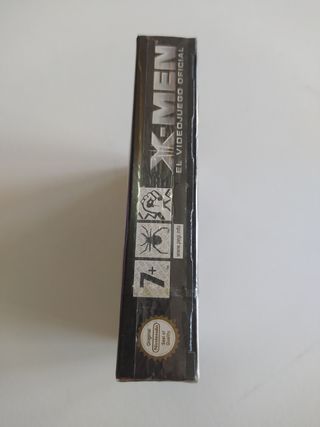 X-MEN
EL VIDEOJUEGO OFICIAL
www.pegi.info
7+
Original
Nintendo
Seal of
Quality